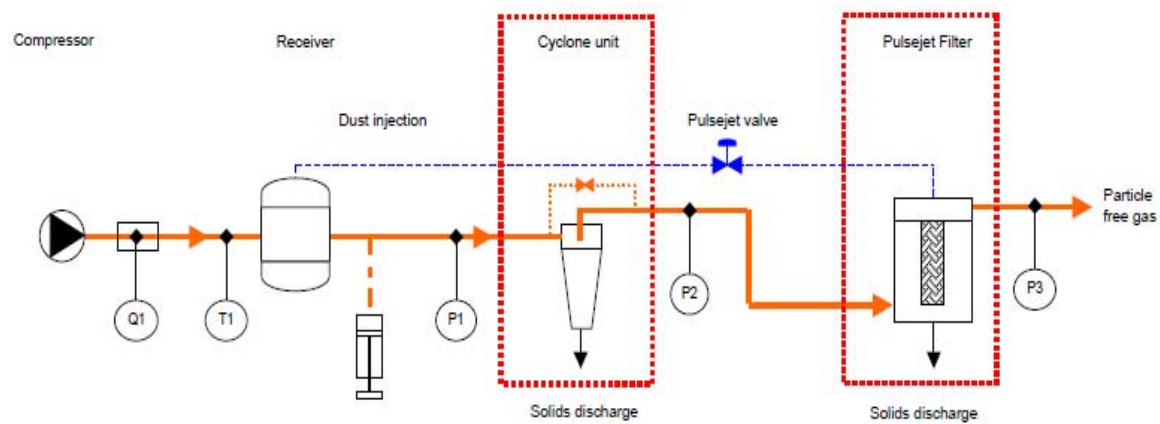 Compressor
Receiver
Cyclone unit
Pulsejet Filter
Dust injection
Pulsejet valve
Particle
free gas
Q1
T1
P1
P2
P3
Solids discharge
Solids discharge